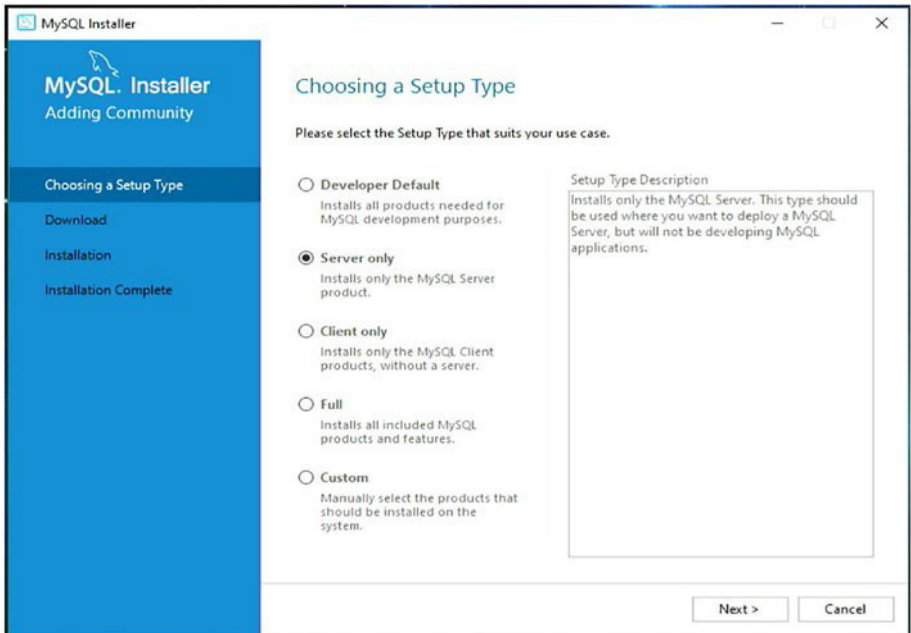 MySQL Installer
MySQL. Installer
Adding Community
Choosing a Setup Type
Download
Installation
Installation Complete
Choosing a Setup Type
Please select the Setup Type that suits your use case.
Developer Default
Installs all products needed for
MySQL development purposes.
Server only
Installs only the MySQL Server
product.
Client only
Installs only the MySQL Client
products, without a server.
Full
Installs all included MySQL
products and features.
Custom
Manually select the products that
should be installed on the
system.
Setup Type Description
Installs only the MySQL Server. This type should
be used where you want to deploy a MySQL
Server, but will not be developing MySQL
applications.
Next >
Cancel